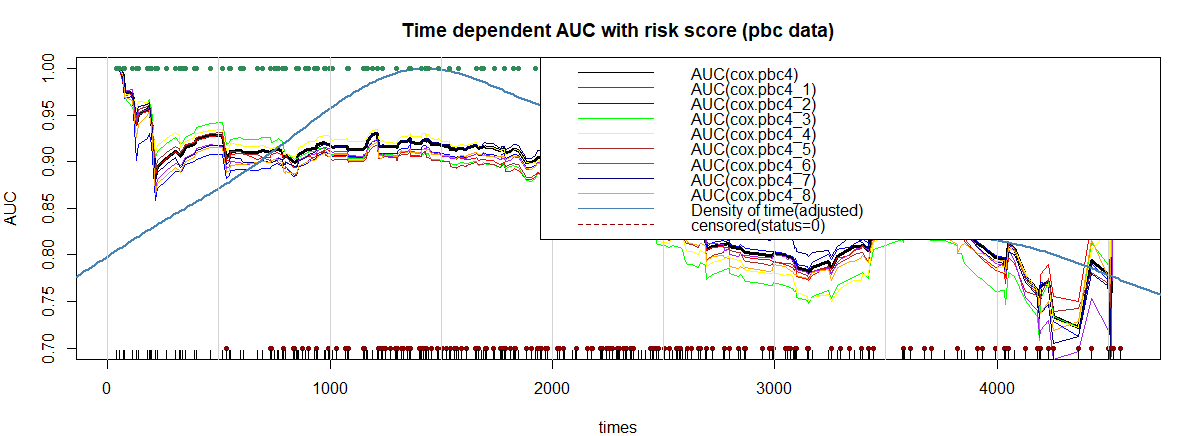 Time dependent AUC with risk score (pbc data)
AUC
1.00
0.95
0.90
0.85
0.80
0.75
0.70
AUC(cox.pbc4)
AUC(cox.pbc4_1)
AUC(cox.pbc4_2)
AUC(cox.pbc4_3)
AUC(cox.pbc4_4)
AUC(cox.pbc4_5)
AUC(cox.pbc4_6)
AUC(cox.pbc4_7)
AUC(cox.pbc4_8)
Density of time(adjusted)
censored(status=0)
0 1000 2000 3000 4000
times